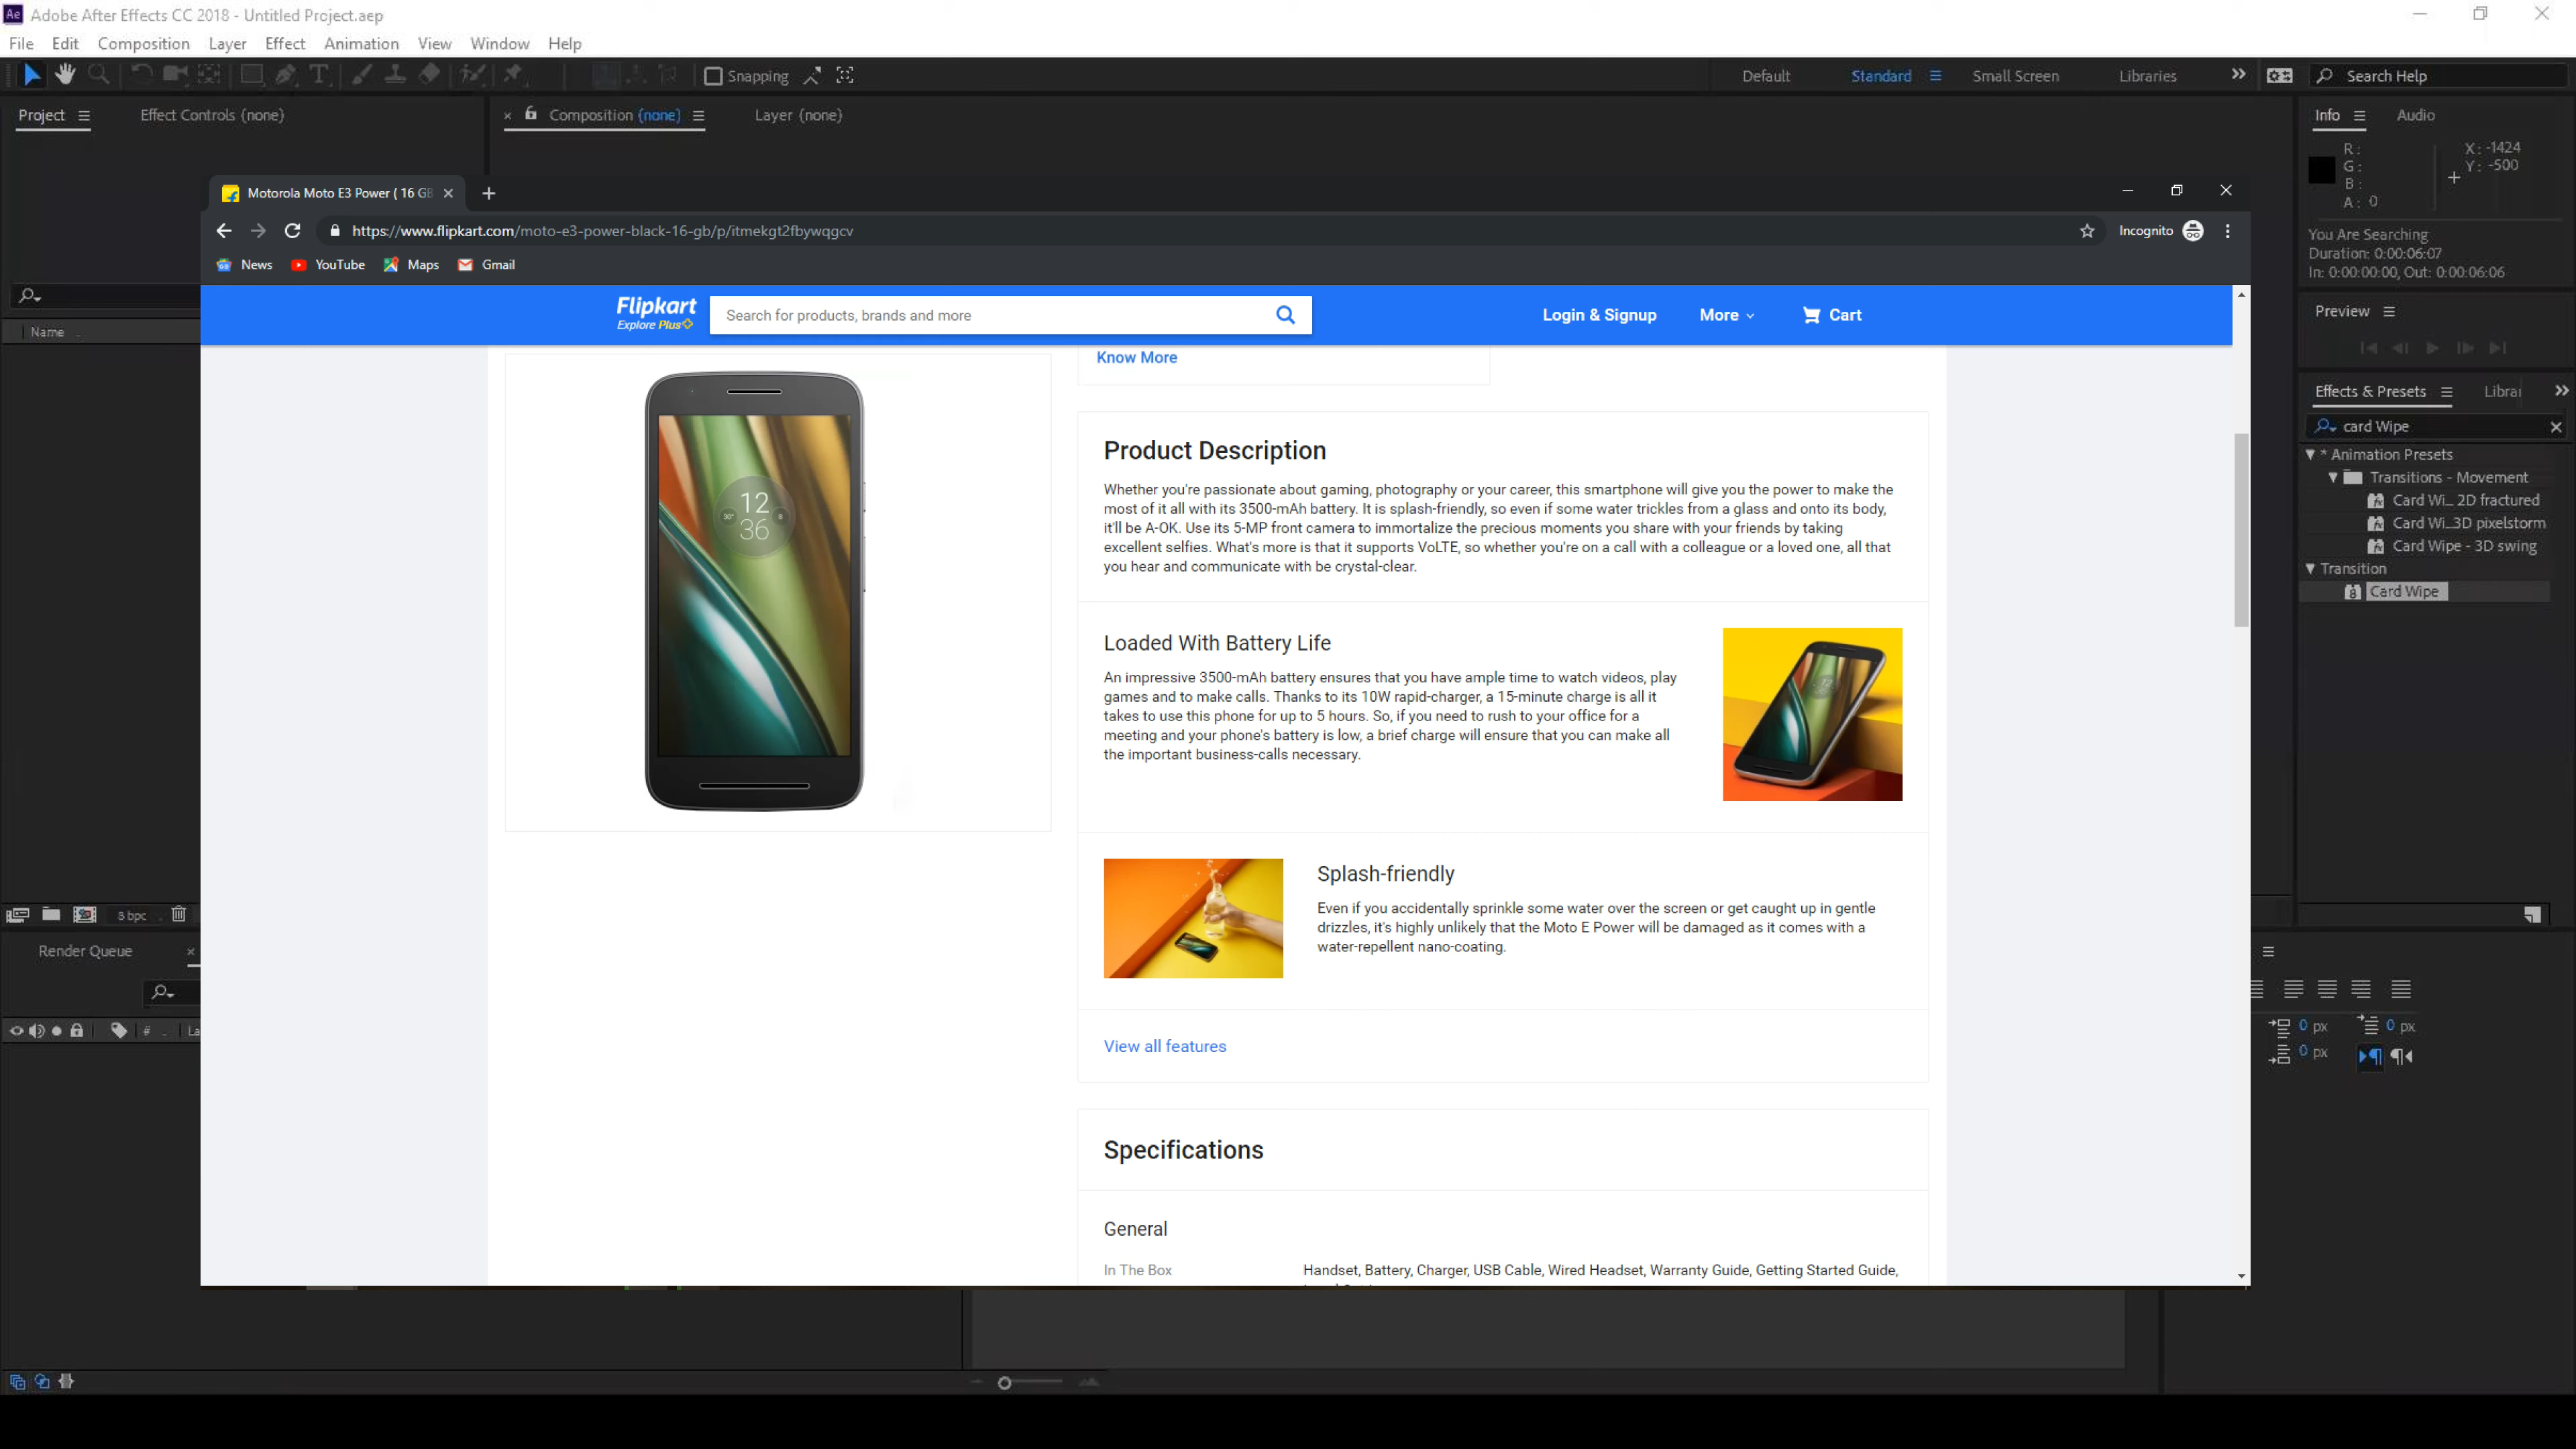 Ae Adobe After Effects CC 2018 - Untitled Project.aep
File Edit Composition Layer Effect Animation View Window Help
Snapping
Default Standard Small Screen Libraries
Search Help
Project Effect Controls (none)
Composition (none) Layer (none)
Info Audio
R:
G:
B:
A: 0
X: -1424
Y: -500
You Are Searching
Duration: 0:00:06:07
In: 0:00:00:00, Out: 0:00:06:06
Preview
Effects & Presets Librar
card Wipe
* Animation Presets
Transitions - Movement
Card Wi... 2D fractured
Card Wi...3D pixelstorm
Card Wipe - 3D swing
Transition
Card Wipe
Name
8 bpc
Render Queue
#
La
0 px 0 px
0 px
Motorola Moto E3 Power ( 16 GB
https://www.flipkart.com/moto-e3-power-black-16-gb/p/itmekgt2fbywqgcv
Incognito
News YouTube Maps Gmail
Flipkart
Explore Plus
Search for products, brands and more
Login & Signup More Cart
Know More
12
36
Product Description
Whether you're passionate about gaming, photography or your career, this smartphone will give you the power to make the
most of it all with its 3500-mAh battery. It is splash-friendly, so even if some water trickles from a glass and onto its body,
it'll be A-OK. Use its 5-MP front camera to immortalize the precious moments you share with your friends by taking
excellent selfies. What's more is that it supports VoLTE, so whether you're on a call with a colleague or a loved one, all that
you hear and communicate with be crystal-clear.
Loaded With Battery Life
An impressive 3500-mAh battery ensures that you have ample time to watch videos, play
games and to make calls. Thanks to its 10W rapid-charger, a 15-minute charge is all it
takes to use this phone for up to 5 hours. So, if you need to rush to your office for a
meeting and your phone's battery is low, a brief charge will ensure that you can make all
the important business-calls necessary.
Splash-friendly
Even if you accidentally sprinkle some water over the screen or get caught up in gentle
drizzles, it's highly unlikely that the Moto E Power will be damaged as it comes with a
water-repellent nano-coating.
View all features
Specifications
General
In The Box Handset, Battery, Charger, USB Cable, Wired Headset, Warranty Guide, Getting Started Guide,